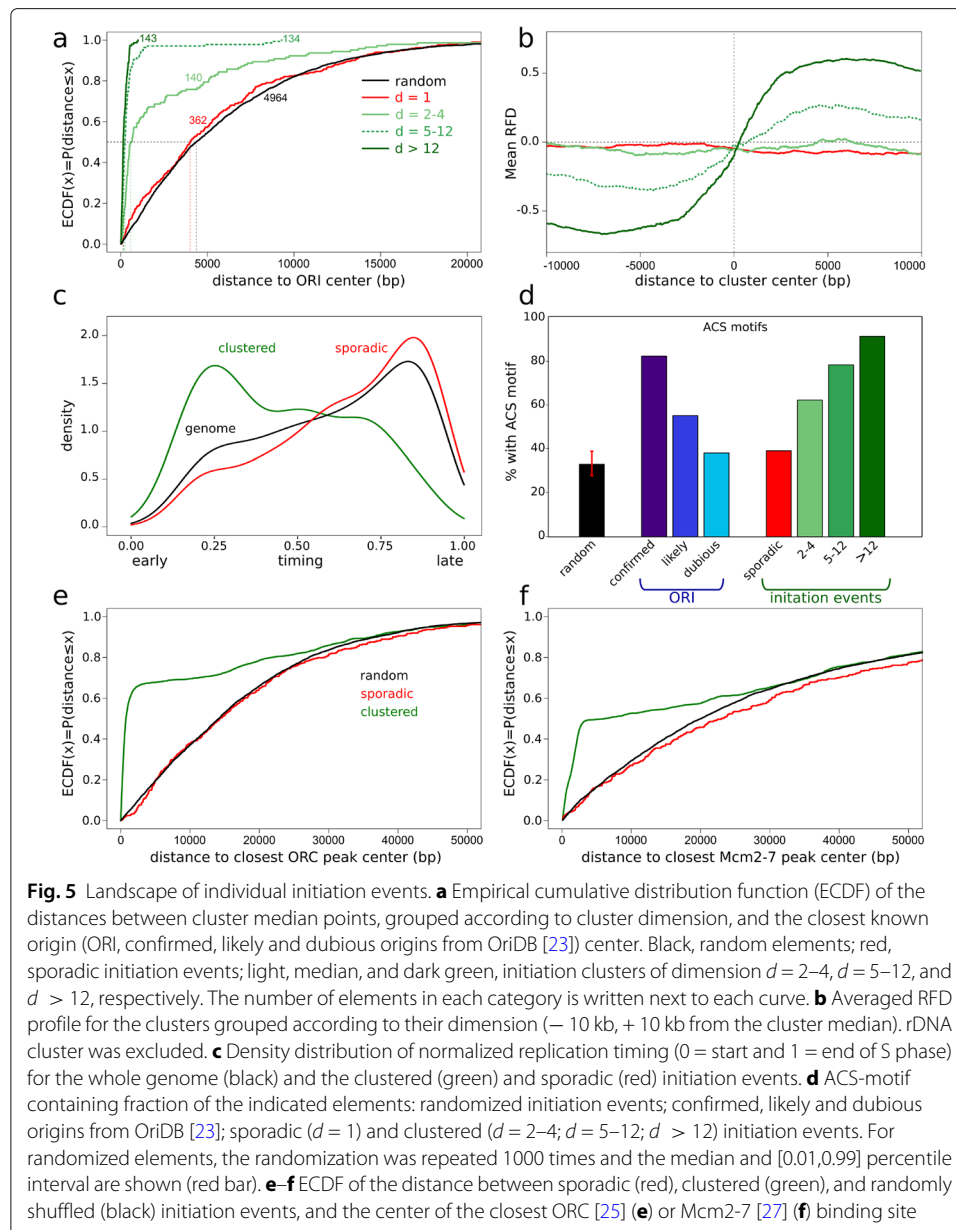 a
1.0
0.8
0.6
0.4
0.2
0.0
ECDF(x)=P(distance≤x)
143
134
140
362
4964
random
d = 1
d = 2-4
d = 5-12
d > 12
0
5000
10000
15000
20000
distance to ORI center (bp)
b
0.5
0.0
-0.5
Mean RFD
-10000
-5000
0
5000
10000
distance to cluster center (bp)
c
2.0
1.5
1.0
0.5
0.0
density
clustered
sporadic
genome
0.00
0.25
0.50
0.75
1.00
early
timing
late
d
100
80
60
40
20
0
% with ACS motif
ACS motifs
random
confirmed
likely
dubious
sporadic
2-4
5-12
>12
ORI
initation events
e
1.0
0.8
0.6
0.4
0.2
0.0
ECDF(x)=P(distance≤x)
random
sporadic
clustered
0
10000
20000
30000
40000
50000
distance to closest ORC peak center (bp)
f
1.0
0.8
0.6
0.4
0.2
0.0
ECDF(x)=P(distance≤x)
0
10000
20000
30000
40000
50000
distance to closest Mcm2-7 peak center (bp)
Fig. 5 Landscape of individual initiation events. a Empirical cumulative distribution function (ECDF) of the
distances between cluster median points, grouped according to cluster dimension, and the closest known
origin (ORI, confirmed, likely and dubious origins from OriDB [23]) center. Black, random elements; red,
sporadic initiation events; light, median, and dark green, initiation clusters of dimension d = 2–4, d = 5–12, and
d > 12, respectively. The number of elements in each category is written next to each curve. b Averaged RFD
profile for the clusters grouped according to their dimension (− 10 kb, + 10 kb from the cluster median). rDNA
cluster was excluded. c Density distribution of normalized replication timing (0 = start and 1 = end of S phase)
for the whole genome (black) and the clustered (green) and sporadic (red) initiation events. d ACS-motif
containing fraction of the indicated elements: randomized initiation events; confirmed, likely and dubious
origins from OriDB [23]; sporadic (d = 1) and clustered (d = 2–4; d = 5–12; d > 12) initiation events. For
randomized elements, the randomization was repeated 1000 times and the median and [0.01,0.99] percentile
interval are shown (red bar). e–f ECDF of the distance between sporadic (red), clustered (green), and randomly
shuffled (black) initiation events, and the center of the closest ORC [25] (e) or Mcm2-7 [27] (f) binding site